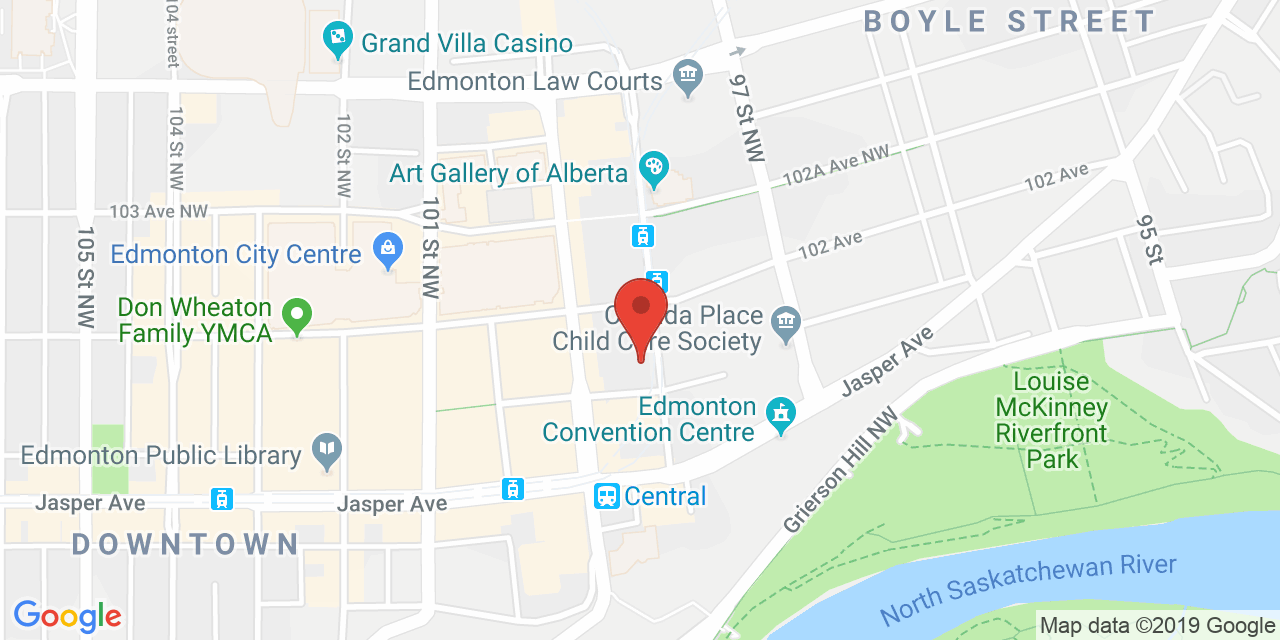 BOYLE STREET
104 street
Grand Villa Casino
Edmonton Law Courts
97 St NW
104 St NW
102 St NW
Art Gallery of Alberta
102A Ave NW
102 Ave
103 Ave NW
101 St NW
105 St NW
Edmonton City Centre
102 Ave
95 St
Don Wheaton
Family YMCA
Place
Child Care Society
Jasper Ave
Louise
McKinney
Riverfront
Park
Edmonton
Convention Centre
Edmonton Public Library
Grierson Hill NW
Jasper Ave
Jasper Ave
Central
DOWNTOWN
North Saskatchewan River
Google
Map data ©2019 Google